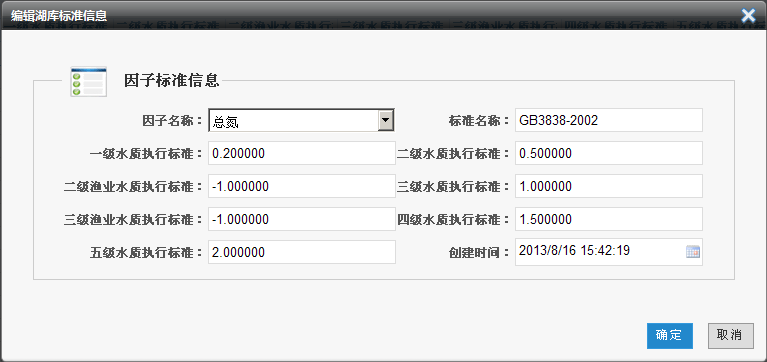 编辑湖库标准信息
因子标准信息
因子名称： 总氮 标准名称： GB3838-2002
一级水质执行标准： 0.200000 二级水质执行标准： 0.500000
二级渔业水质执行标准： -1.000000 三级水质执行标准： 1.000000
三级渔业水质执行标准： -1.000000 四级水质执行标准： 1.500000
五级水质执行标准： 2.000000 创建时间： 2013/8/16 15:42:19
确定 取消